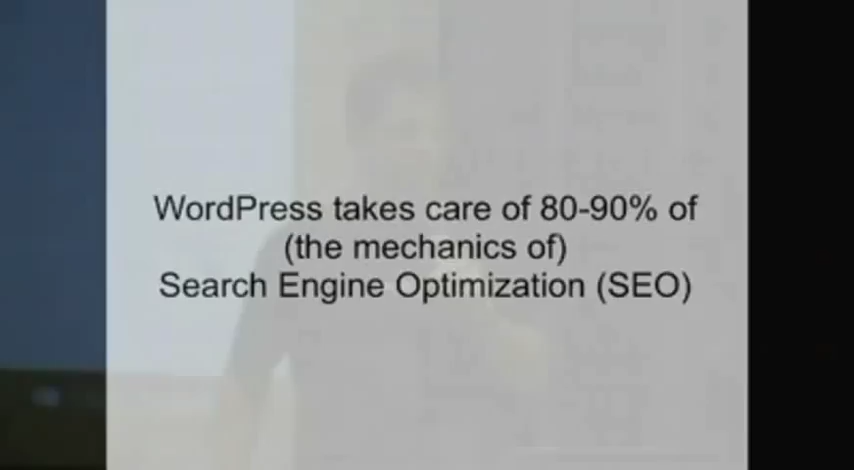 WordPress takes care of 80-90% of
(the mechanics of)
Search Engine Optimization (SEO)